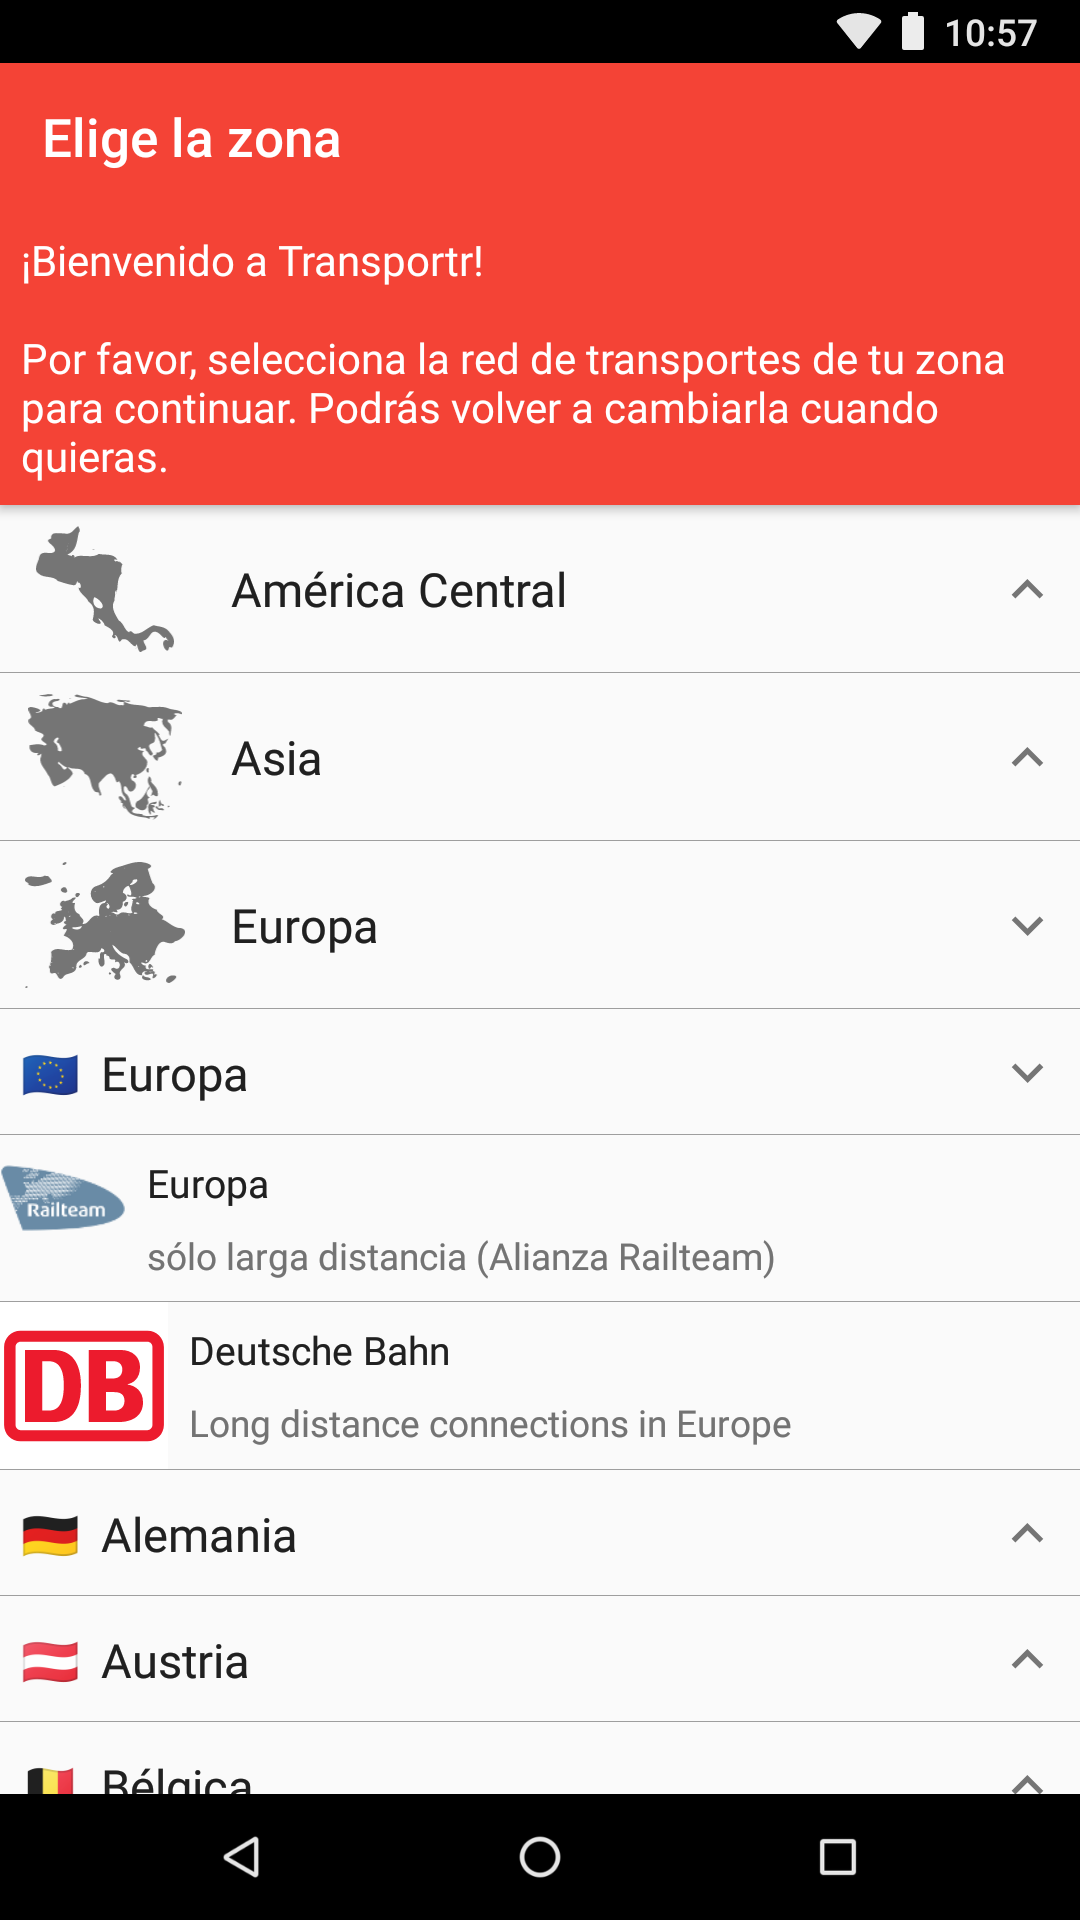 10:57
Elige la zona
¡Bienvenido a Transportr!
Por favor, selecciona la red de transportes de tu zona
para continuar. Podrás volver a cambiarla cuando
quieras.
América Central
Asia
Europa
Europa
Railteam
Europa
sólo larga distancia (Alianza Railteam)
DB
Deutsche Bahn
Long distance connections in Europe
Alemania
Austria
Bélgica